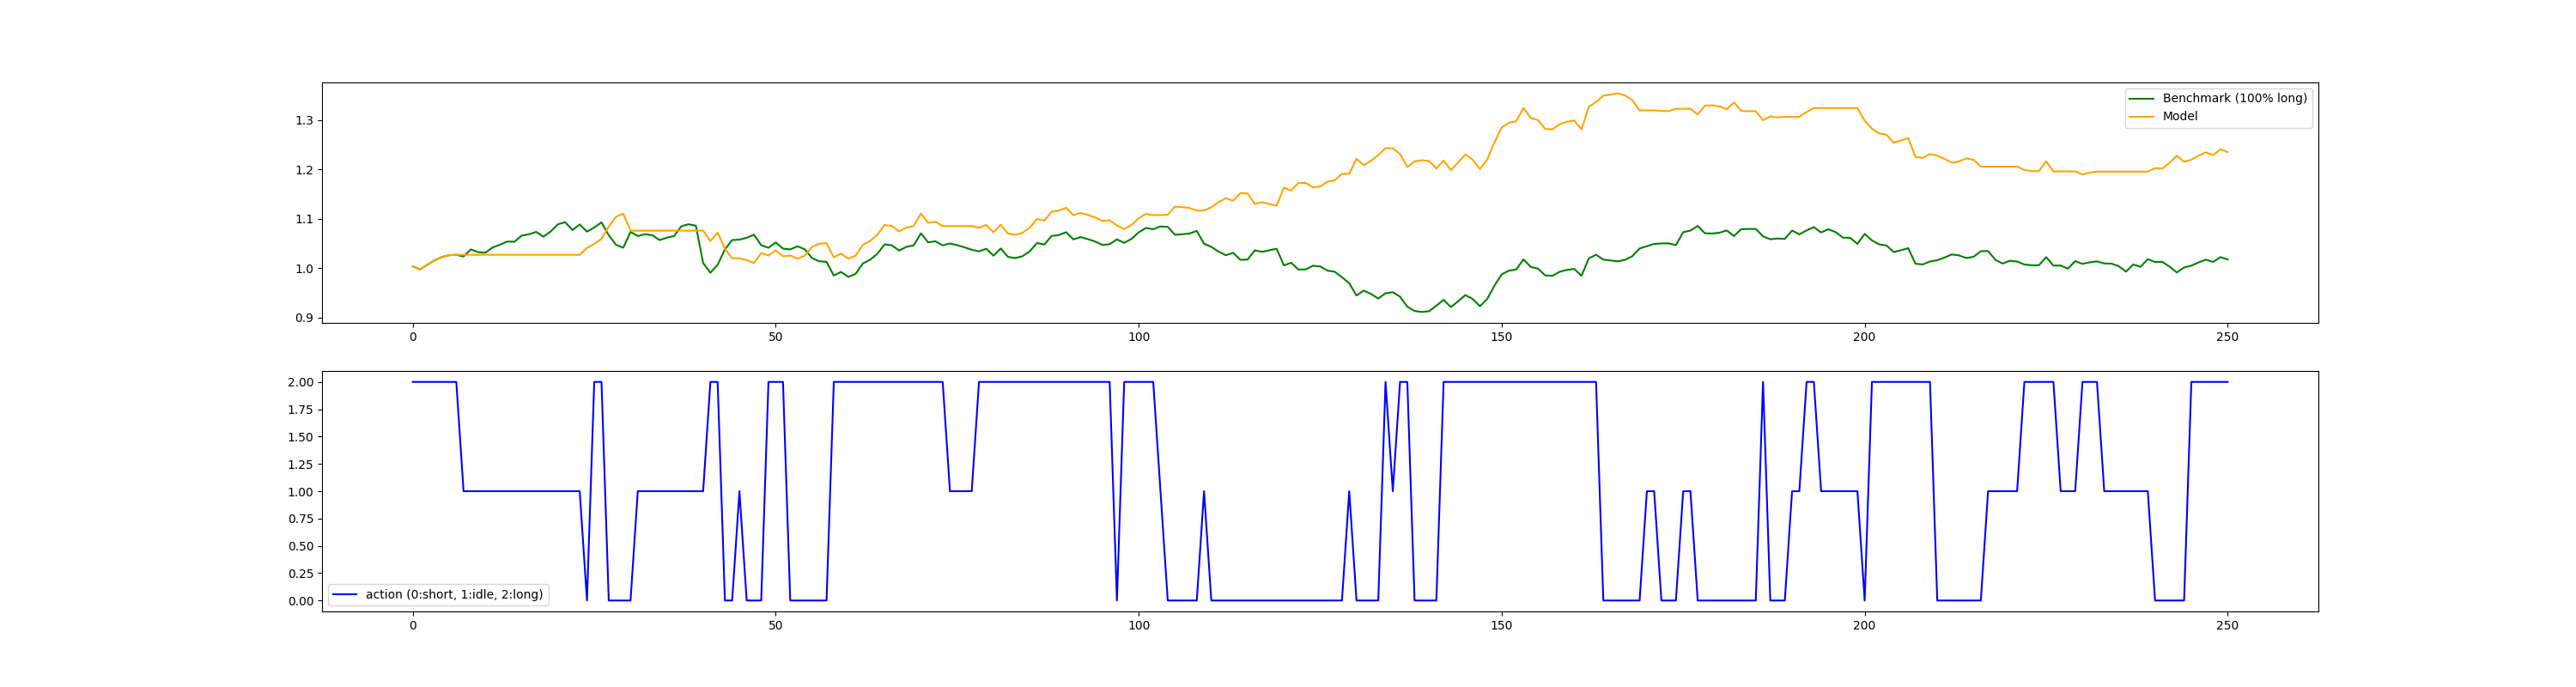 Benchmark (100% long)
Model
1.3
1.2
1.1
1.0
0.9
0 50 100 150 200 250
2.00
1.75
1.50
1.25
1.00
0.75
0.50
0.25
0.00
action (0:short, 1:idle, 2:long)
0 50 100 150 200 250